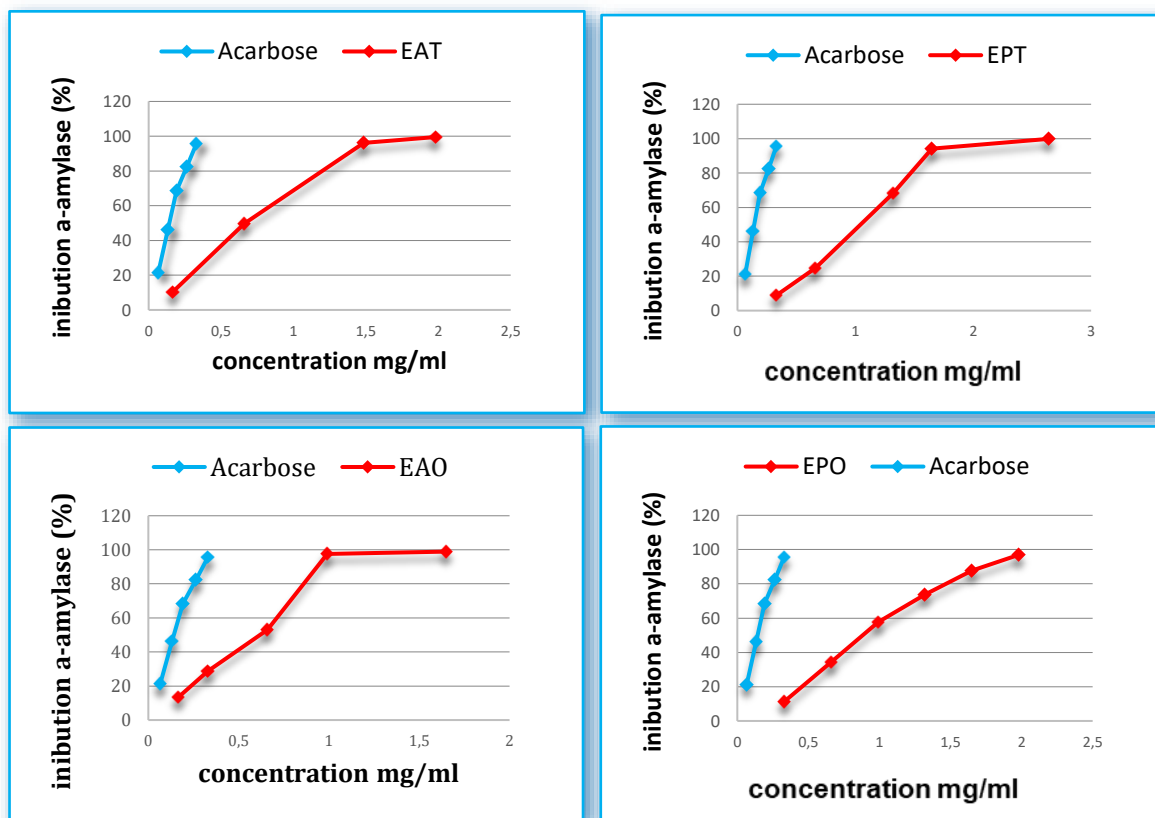 Acarbose EAT
inibution a-amylase (%)
120
100
80
60
40
20
0
0 0,5 1 1,5 2 2,5
concentration mg/ml
Acarbose EPT
inibution a-amylase (%)
120
100
80
60
40
20
0
0 1 2 3
concentration mg/ml
Acarbose EAO
inibution a-amylase (%)
120
100
80
60
40
20
0
0 0,5 1 1,5 2
concentration mg/ml
EPO Acarbose
inibution a-amylase (%)
120
100
80
60
40
20
0
0 0,5 1 1,5 2 2,5
concentration mg/ml